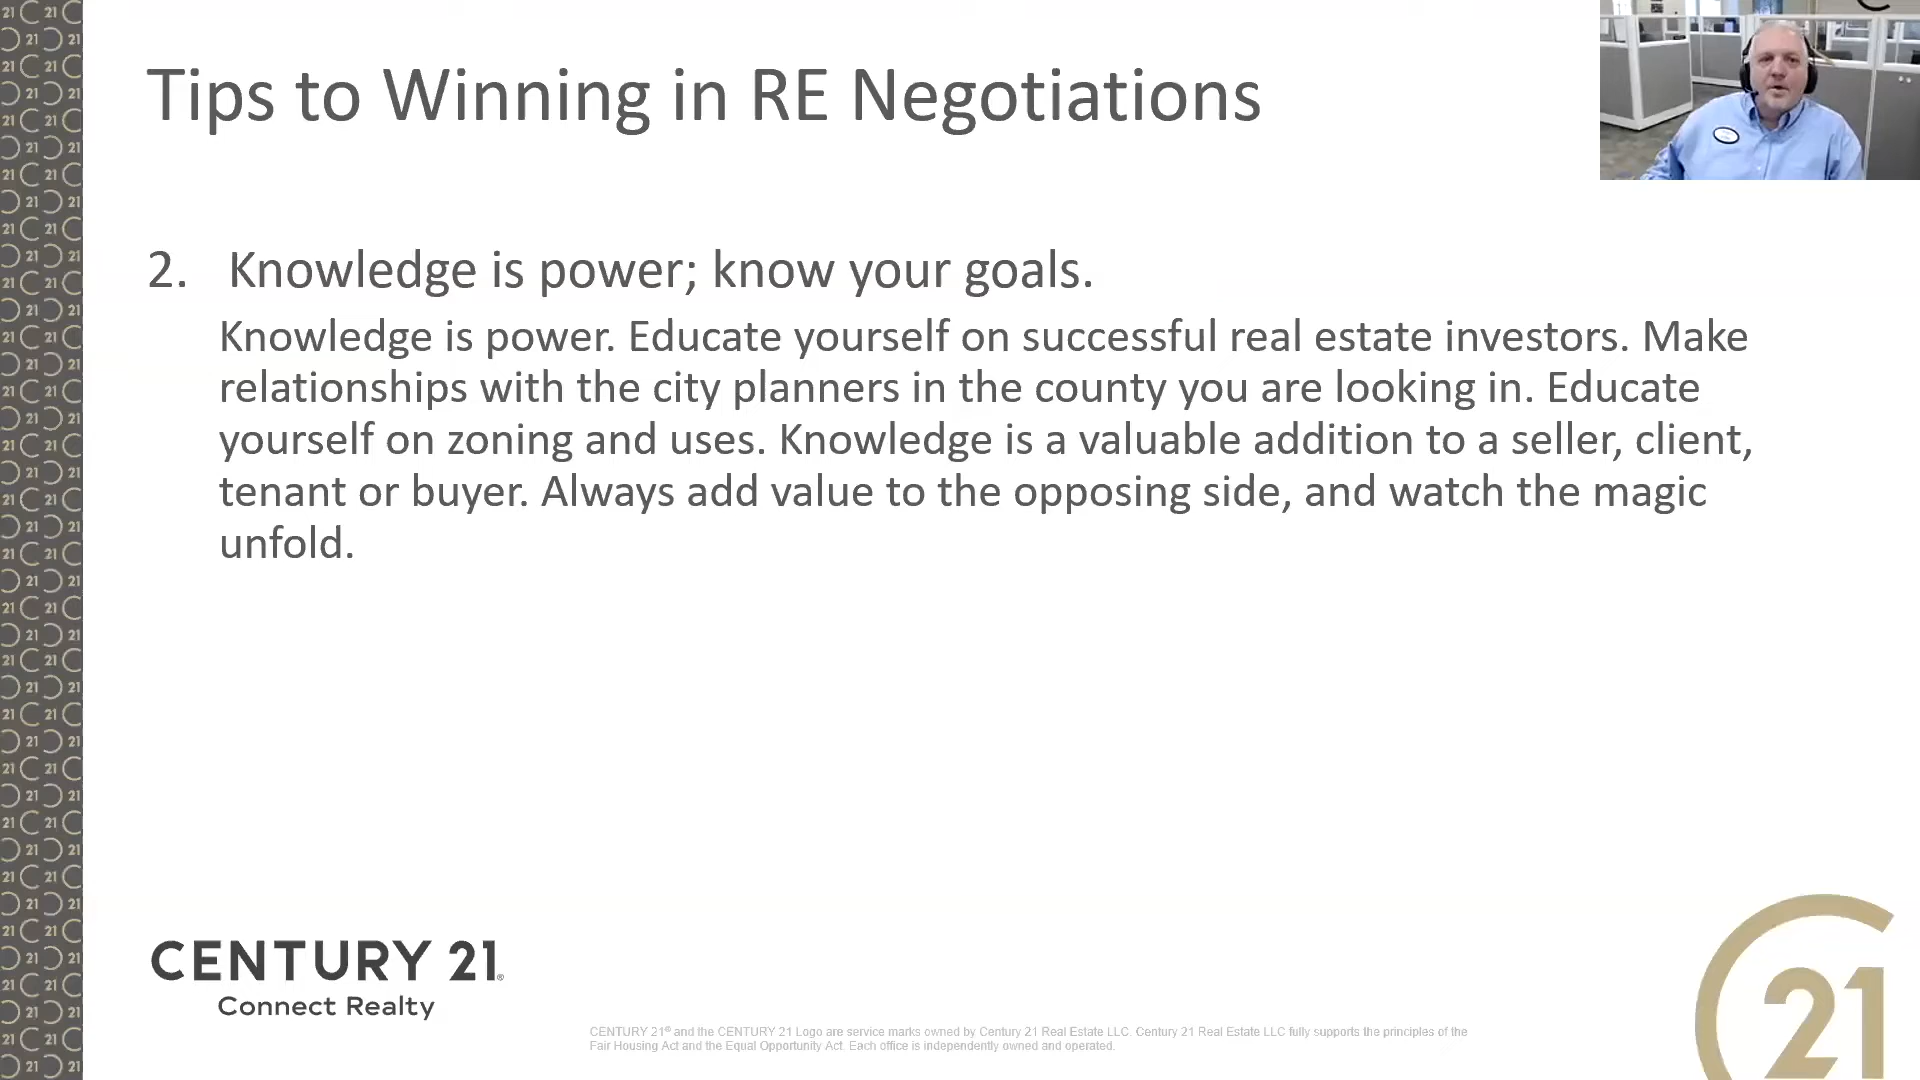 Tips to Winning in RE Negotiations
2. Knowledge is power; know your goals.
Knowledge is power. Educate yourself on successful real estate investors. Make
relationships with the city planners in the county you are looking in. Educate
yourself on zoning and uses. Knowledge is a valuable addition to a seller, client,
tenant or buyer. Always add value to the opposing side, and watch the magic
unfold.
CENTURY 21®
Connect Realty
CENTURY 21® and the CENTURY 21 Logo are service marks owned by Century 21 Real Estate LLC. Century 21 Real Estate LLC fully supports the principles of the
Fair Housing Act and the Equal Opportunity Act. Each office is independently owned and operated.
C21